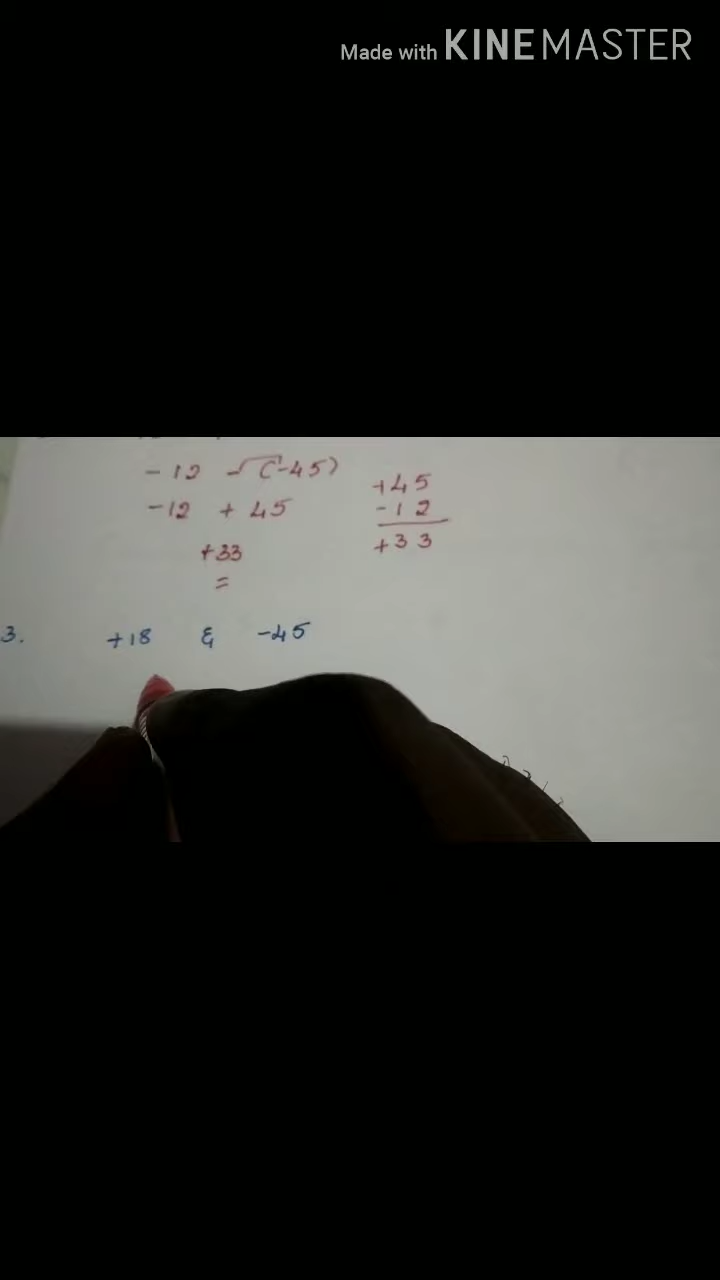 Made with KINEMASTER
- 12 - (-45)
-12 + 45
+33
=
+45
-12
+33
3. +18 & -45